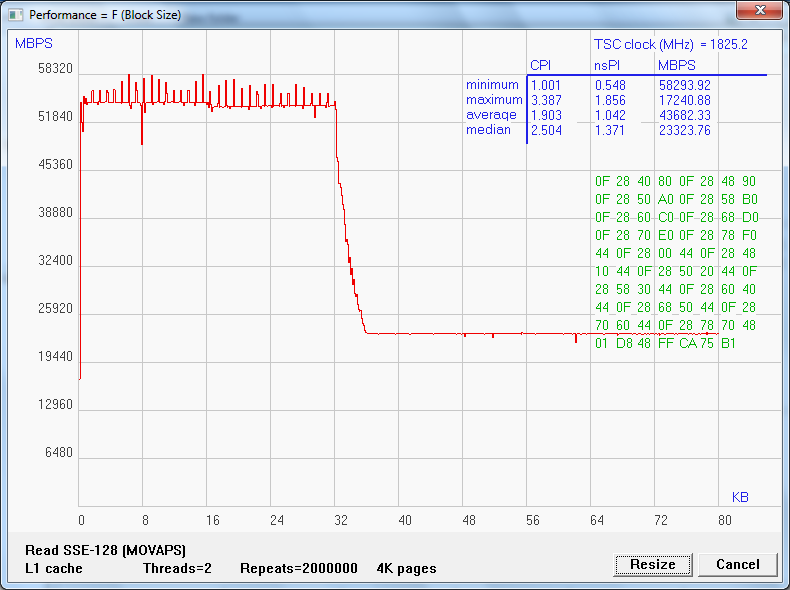 Performance = F (Block Size)
MBPS
TSC clock (MHz) = 1825.2
CPI nsPI MBPS
minimum 1.001 0.548 58293.92
maximum 3.387 1.856 17240.88
average 1.903 1.042 43682.33
median 2.504 1.371 23323.76
58320
51840
45360
38880
32400
25920
19440
12960
6480
0F 28 40 80 0F 28 48 90
0F 28 50 A0 0F 28 58 B0
0F 28 60 C0 0F 28 68 D0
0F 28 70 E0 0F 28 78 F0
44 0F 28 00 44 0F 28 48
10 44 0F 28 50 20 44 0F
28 58 30 44 0F 28 60 40
44 0F 28 68 50 44 0F 28
70 60 44 0F 28 78 70 48
01 D8 48 FF CA 75 B1
KB
0 8 16 24 32 40 48 56 64 72 80
Read SSE-128 (MOVAPS)
L1 cache Threads=2 Repeats=2000000 4K pages
Resize Cancel